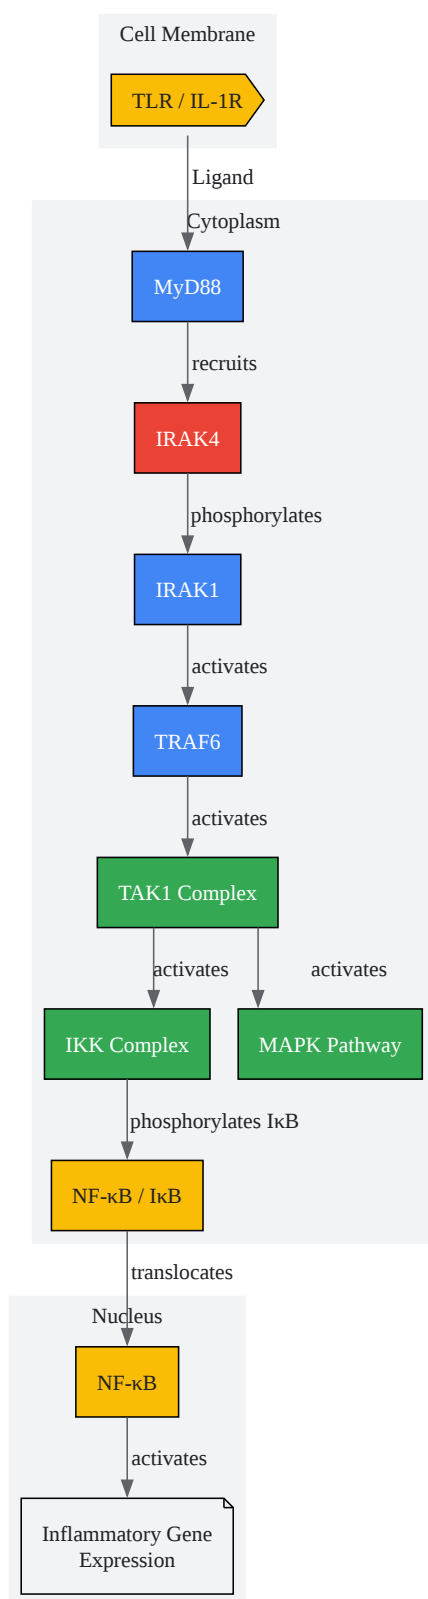 Cell Membrane
TLR / IL-1R
Ligand
Cytoplasm
MyD88
recruits
IRAK4
phosphorylates
IRAK1
activates
TRAF6
activates
TAK1 Complex
activates
activates
IKK Complex
MAPK Pathway
phosphorylates IκB
NF-κB / IκB
translocates
Nucleus
NF-κB
activates
Inflammatory Gene
Expression